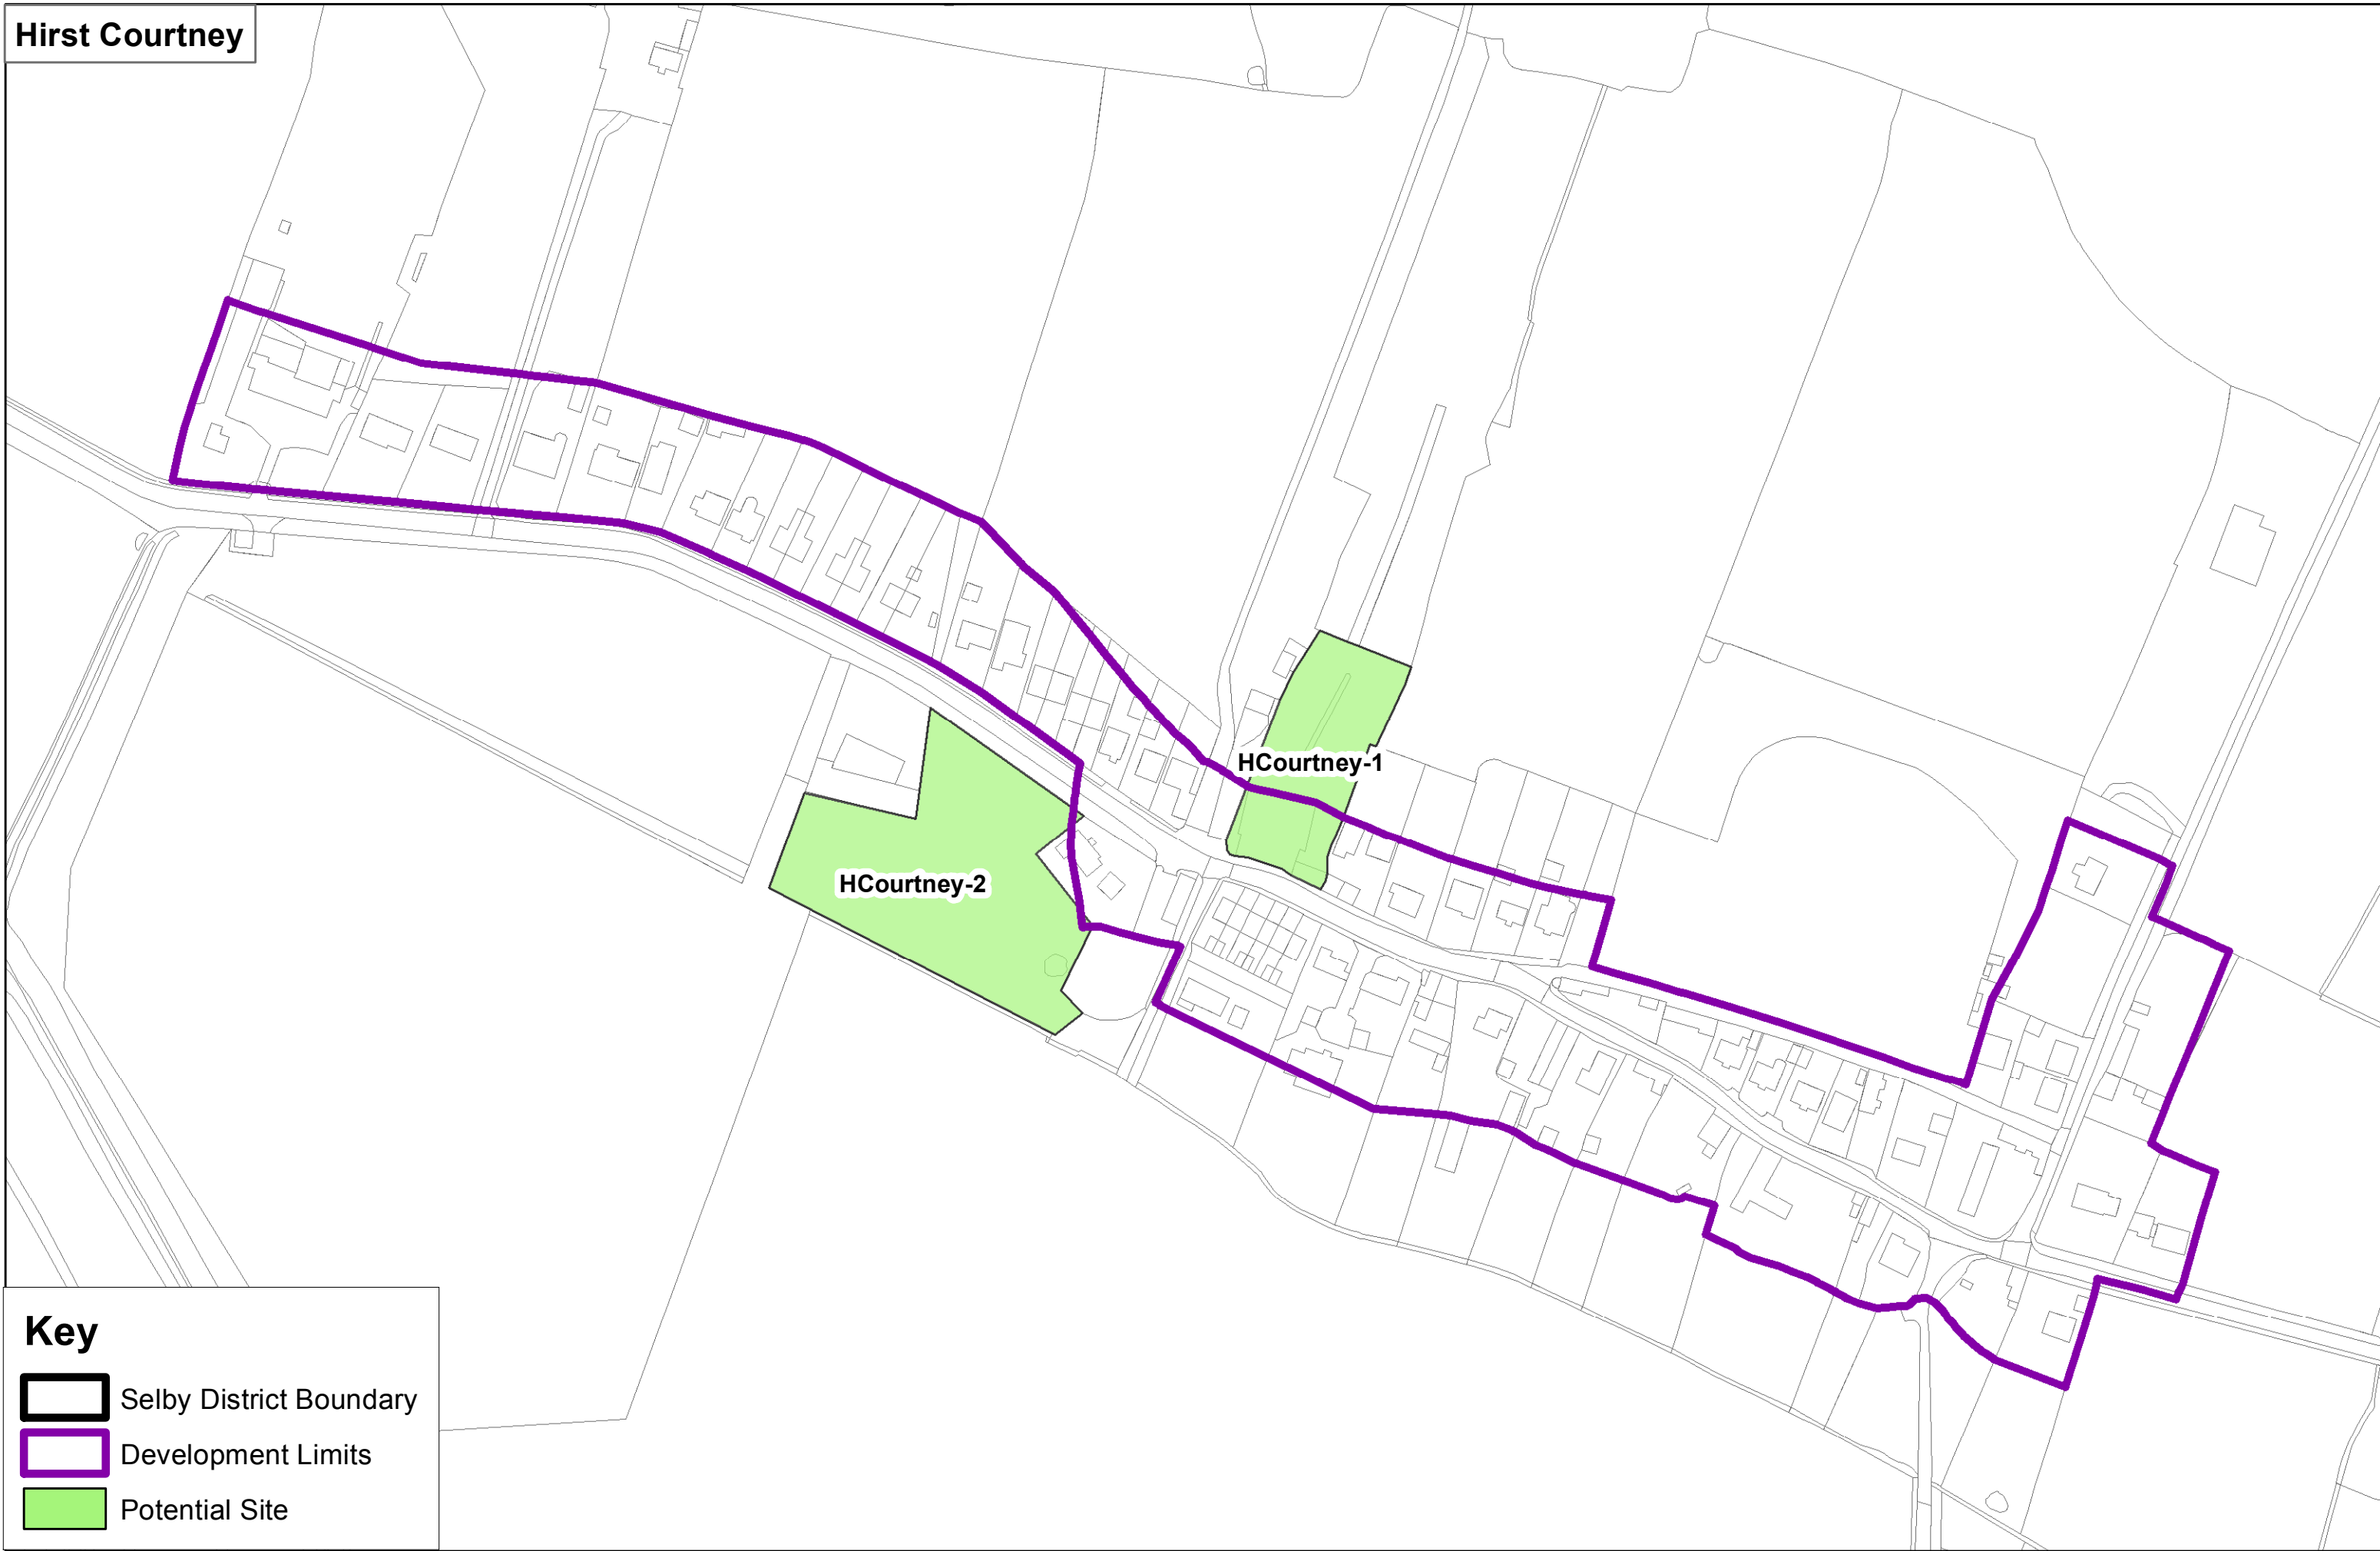 Hirst Courtney
HCourtney-1
HCourtney-2
Key
Selby District Boundary
Development Limits
Potential Site